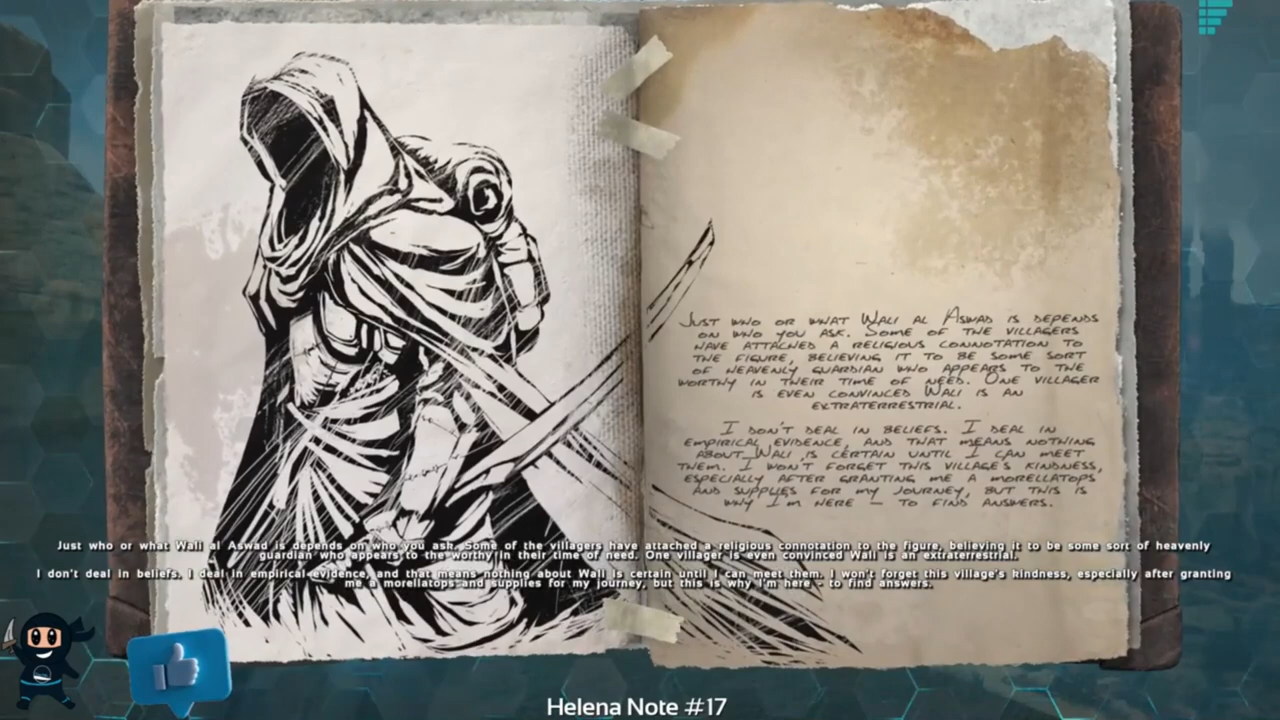 Just who or what Wali al Aswad is depends
on who you ask. Some of the villagers
have attached a religious connotation to
the figure, believing it to be some sort
of heavenly guardian who appears to the
worthy in their time of need. One villager
is even convinced Wali is an
extraterrestrial.
I don't deal in beliefs. I deal in
empirical evidence, and that means nothing
about Wali is certain until I can meet
them. I won't forget this village's kindness,
especially after granting me a morellatops
and supplies for my journey, but this is
why I'm here – to find answers.
Just who or what Wali al Aswad is depends on who you ask. Some of the villagers have attached a religious connotation to the figure, believing it to be some sort of heavenly
guardian who appears to the worthy in their time of need. One villager is even convinced Wali is an extraterrestrial.
I don't deal in beliefs. I deal in empirical evidence, and that means nothing about Wali is certain until I can meet them. I won't forget this village's kindness, especially after granting
me a morellatops and supplies for my journey, but this is why I'm here - to find answers.
Helena Note #17